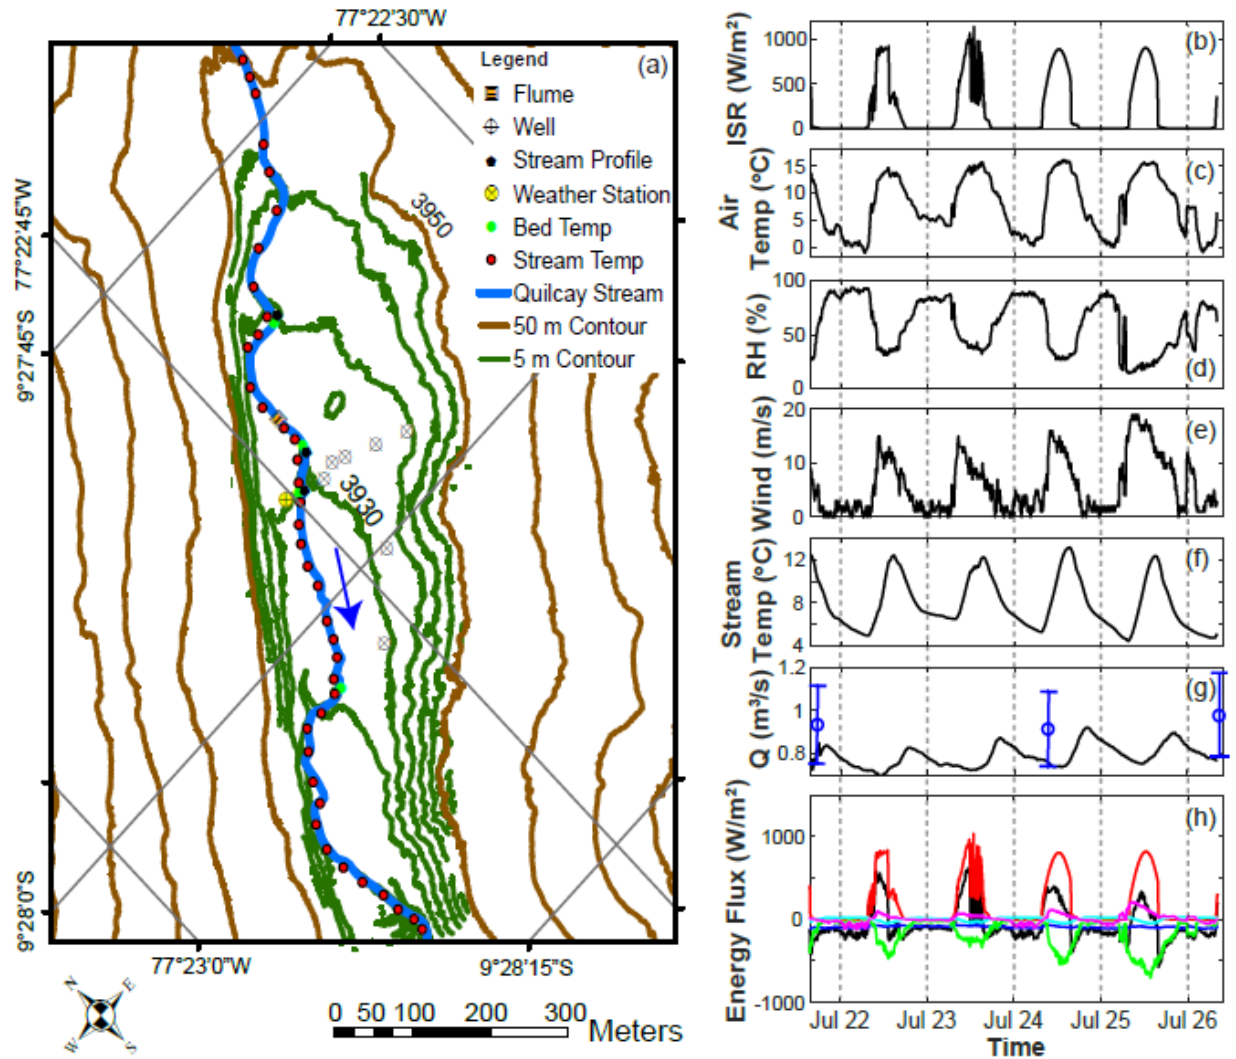 77°22'30"W
Legend
(a)
Flume
Well
Stream Profile
Weather Station
Bed Temp
Stream Temp
Quilcay Stream
50 m Contour
5 m Contour
3950
3930
77°22'45"W
9°27'45"S
9°28'0"S
77°23'0"W
9°28'15"S
N
E
W
S
0 50 100 200 300
Meters
ISR (W/m²)
1000
500
0
(b)
Air
Temp (°C)
15
10
5
0
(c)
RH (%)
100
50
0
(d)
Wind (m/s)
20
10
0
(e)
Stream
Temp (°C)
12
8
4
(f)
Q (m³/s)
1.2
1
0.8
(g)
Energy Flux (W/m²)
1000
0
-1000
(h)
Jul 22 Jul 23 Jul 24 Jul 25 Jul 26
Time